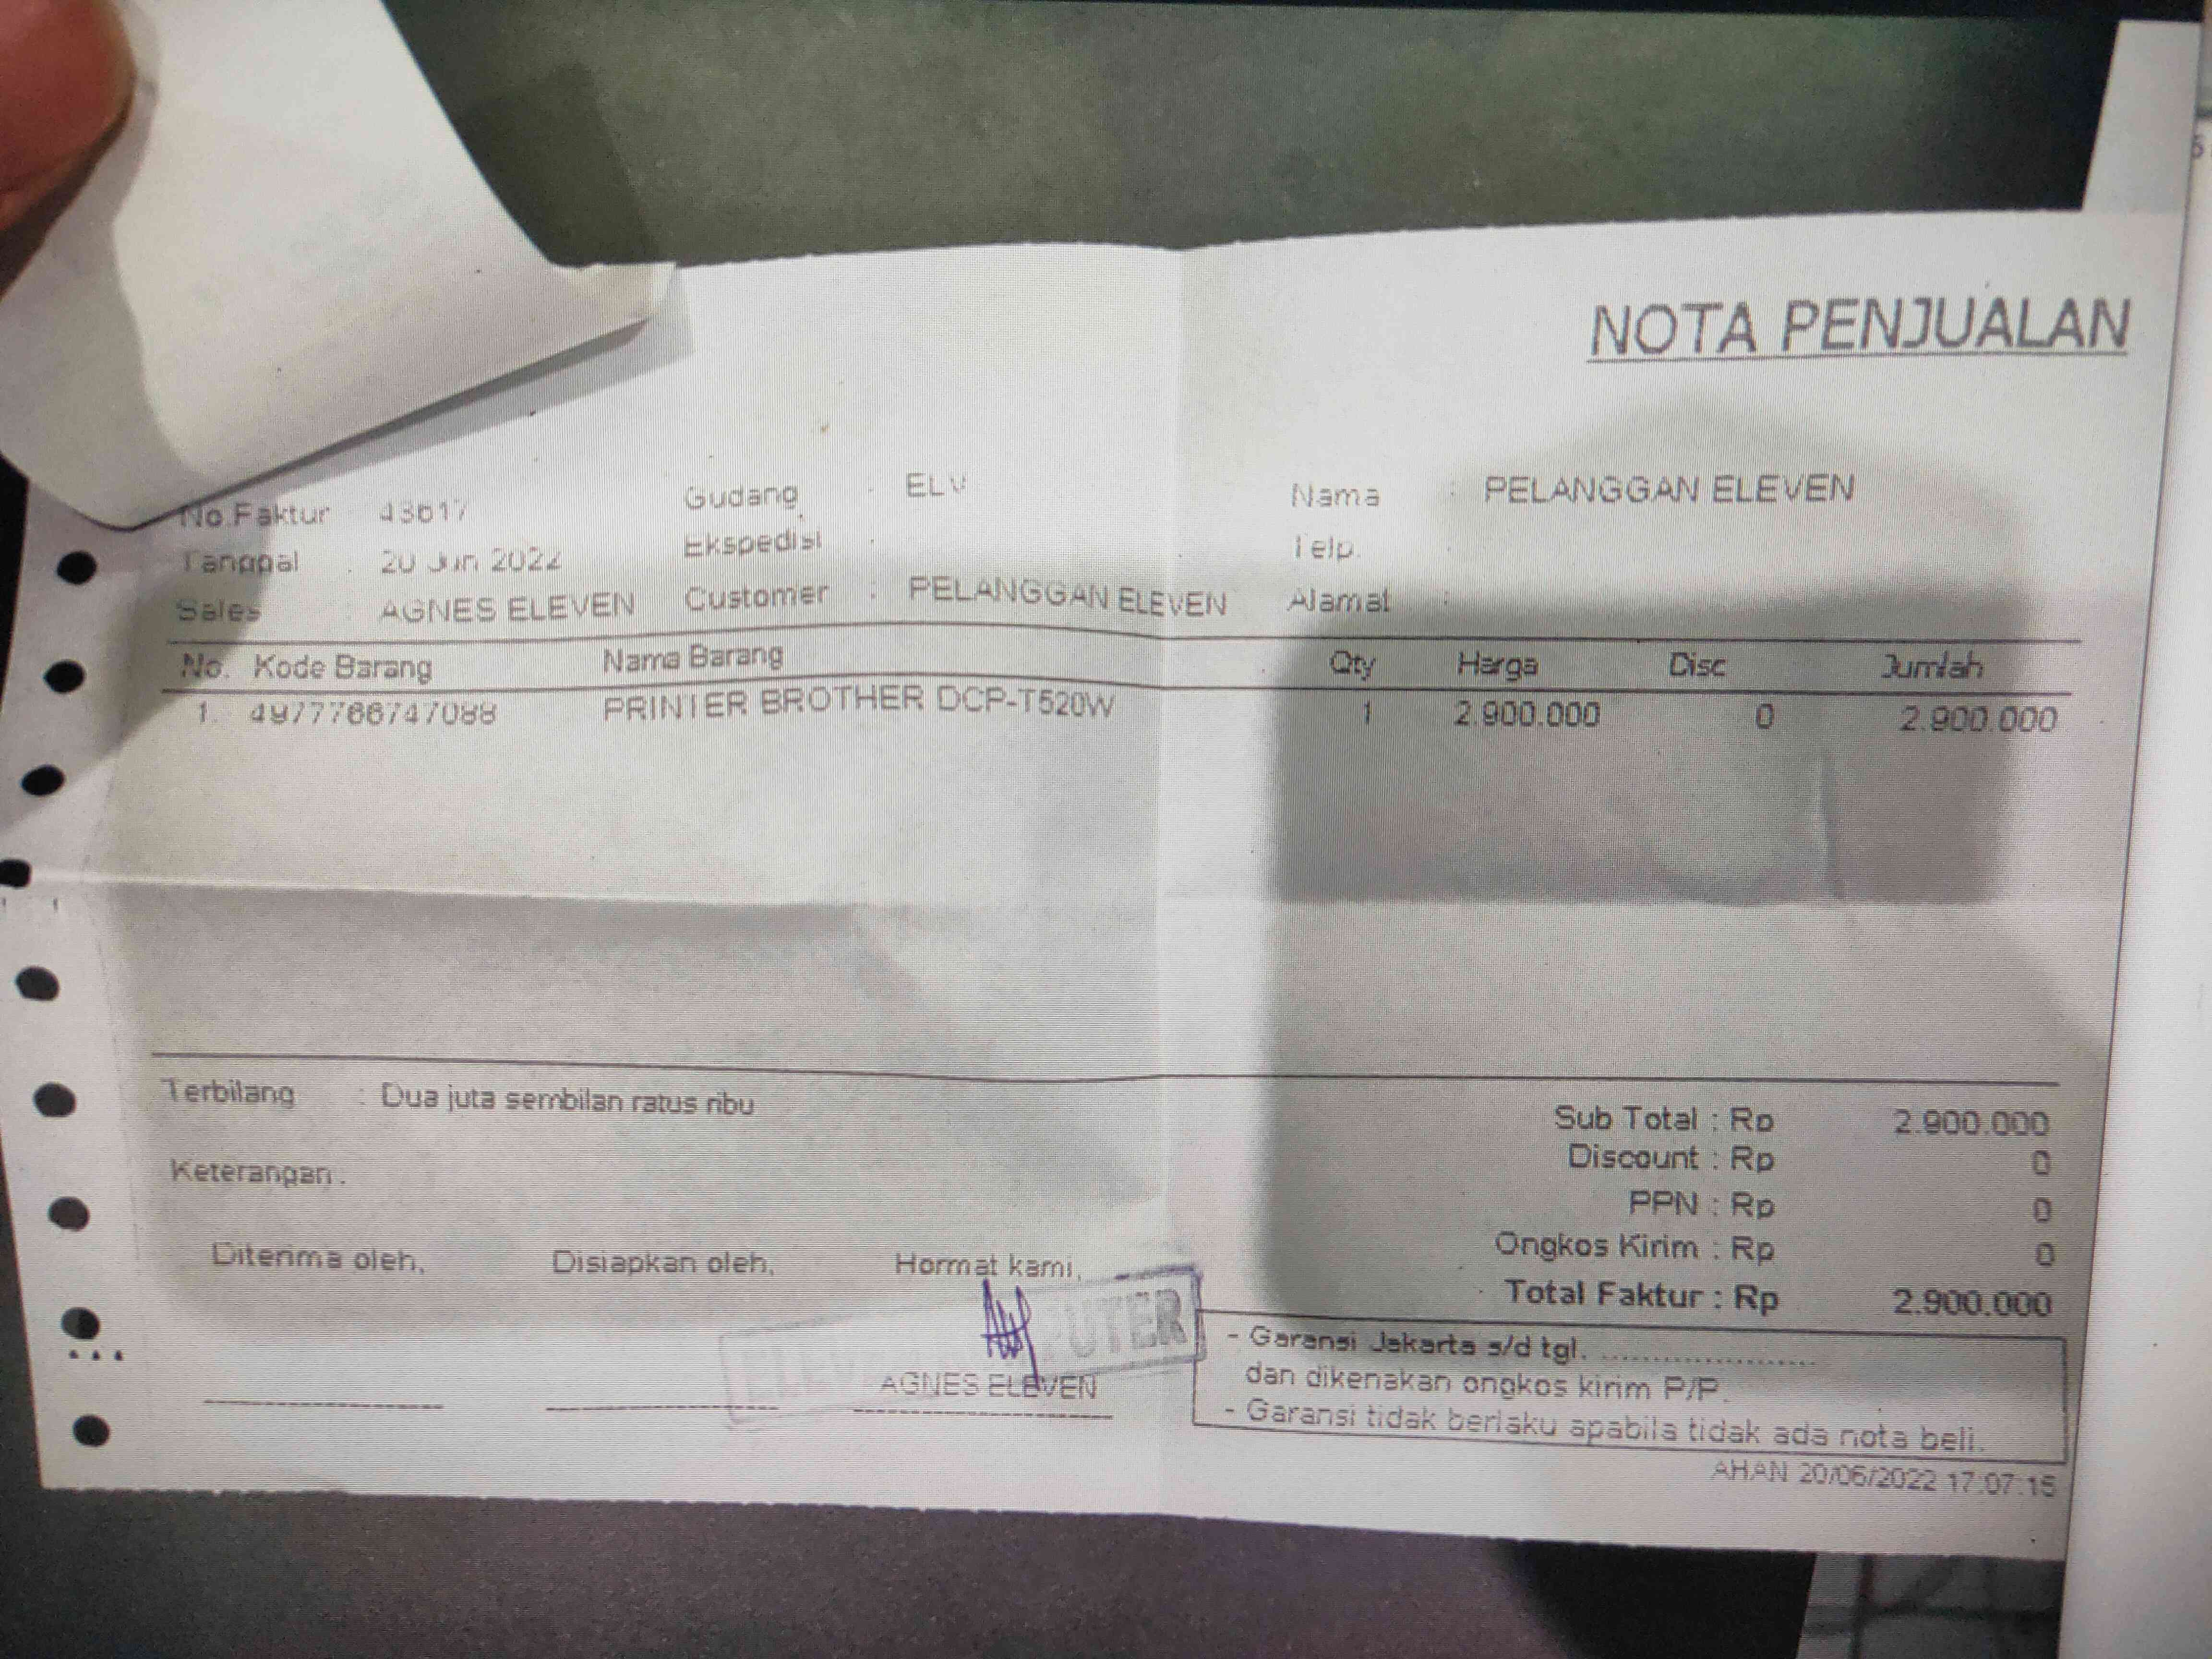 NOTA PENJUALAN
No.Faktur 43617 Gudang : ELV Nama : PELANGGAN ELEVEN
Tanggal : 20 Jun 2022 Ekspedisi : Telp. :
Sales : AGNES ELEVEN Customer : PELANGGAN ELEVEN Alamat :
No. Kode Barang Nama Barang Qty Harga Disc Jumlah
1. 4977766747088 PRINTER BROTHER DCP-T520W 1 2.900.000 0 2.900.000
Terbilang : Dua juta sembilan ratus ribu
Sub Total : Rp 2.900.000
Discount : Rp 0
Keterangan :
PPN : Rp 0
Ongkos Kirim : Rp 0
Total Faktur : Rp 2.900.000
Diterima oleh, Disiapkan oleh, Hormat kami,
AGNES ELEVEN
- Garansi Jakarta s/d tgl. ......................
dan dikenakan ongkos kirim P/P.
- Garansi tidak berlaku apabila tidak ada nota beli.
AHAN 20/06/2022 17:07:15